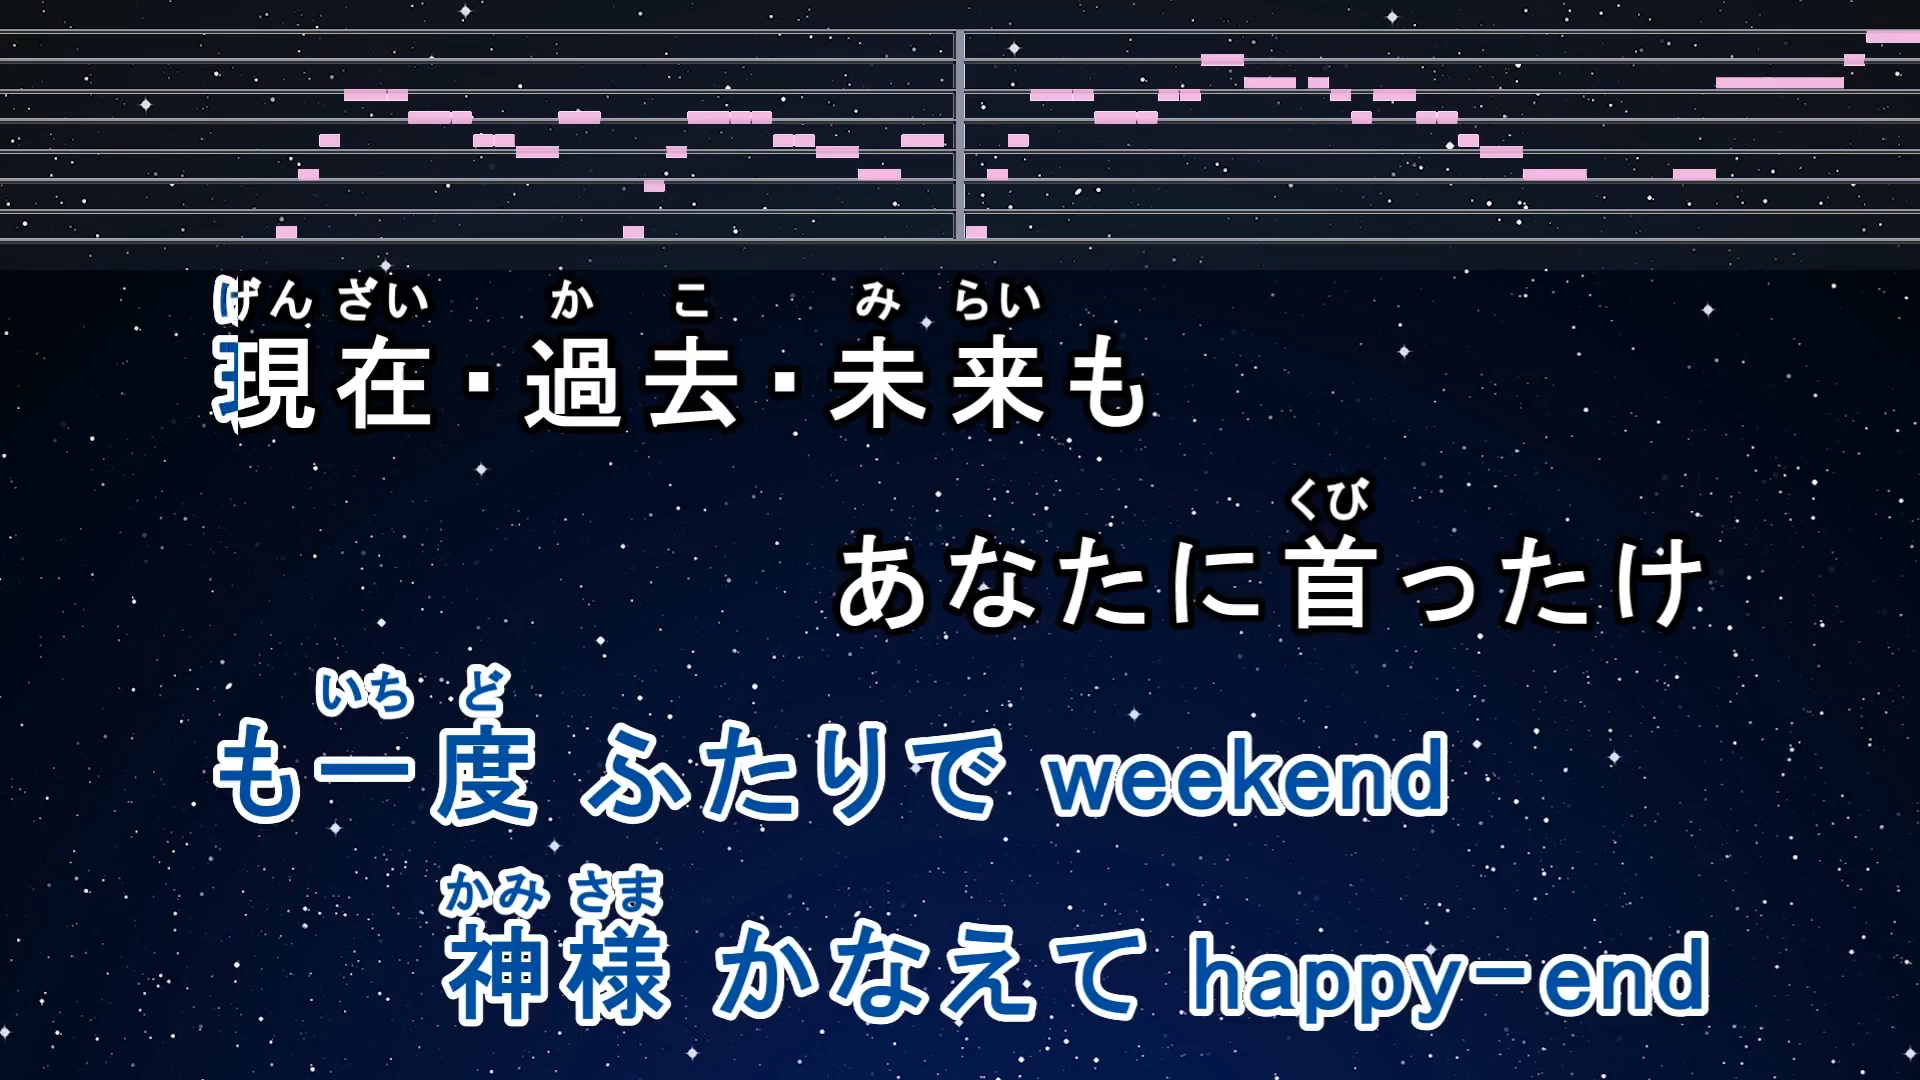 げんざい かこ みらい
現在・過去・未来も
くび
あなたに首ったけ
いちど
も一度 ふたりで weekend
かみさま
神様 かなえて happy-end